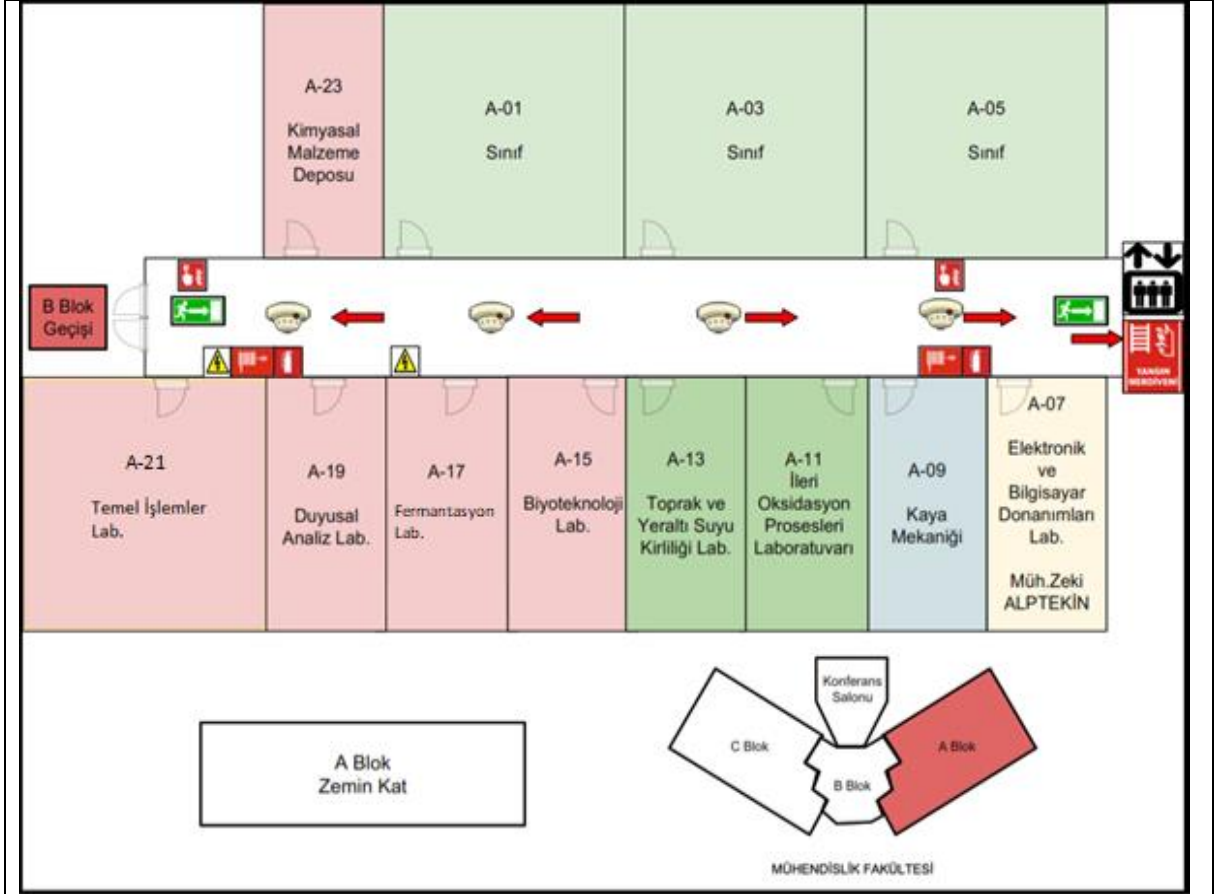 A-23
Kimyasal
Malzeme
Deposu
A-01
Sınıf
A-03
Sınıf
A-05
Sınıf
B Blok
Geçişi
YANGIN
MERDİVENİ
A-21
Temel İşlemler
Lab.
A-19
Duyusal
Analiz Lab.
A-17
Fermantasyon
Lab.
A-15
Biyoteknoloji
Lab.
A-13
Toprak ve
Yeraltı Suyu
Kirliliği Lab.
A-11
İleri
Oksidasyon
Prosesleri
Laboratuvarı
A-09
Kaya
Mekaniği
A-07
Elektronik
ve
Bilgisayar
Donanımları
Lab.
Müh.Zeki
ALPTEKİN
A Blok
Zemin Kat
Konferans
Salonu
C Blok
B Blok
A Blok
MÜHENDİSLİK FAKÜLTESİ